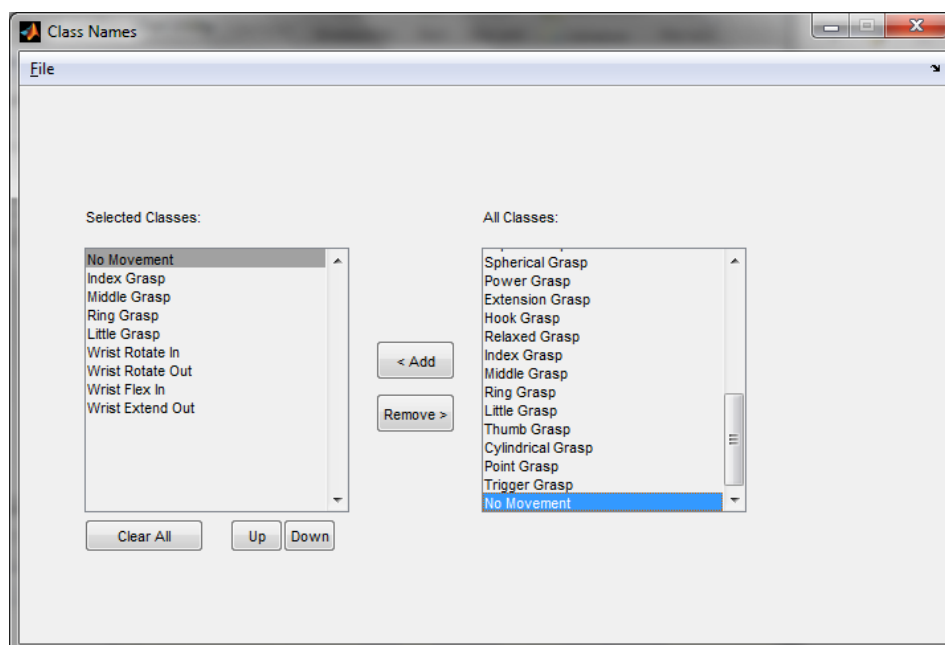 Class Names
File
Selected Classes:
No Movement
Index Grasp
Middle Grasp
Ring Grasp
Little Grasp
Wrist Rotate In
Wrist Rotate Out
Wrist Flex In
Wrist Extend Out
Clear All
Up
Down
< Add
Remove >
All Classes:
Spherical Grasp
Power Grasp
Extension Grasp
Hook Grasp
Relaxed Grasp
Index Grasp
Middle Grasp
Ring Grasp
Little Grasp
Thumb Grasp
Cylindrical Grasp
Point Grasp
Trigger Grasp
No Movement